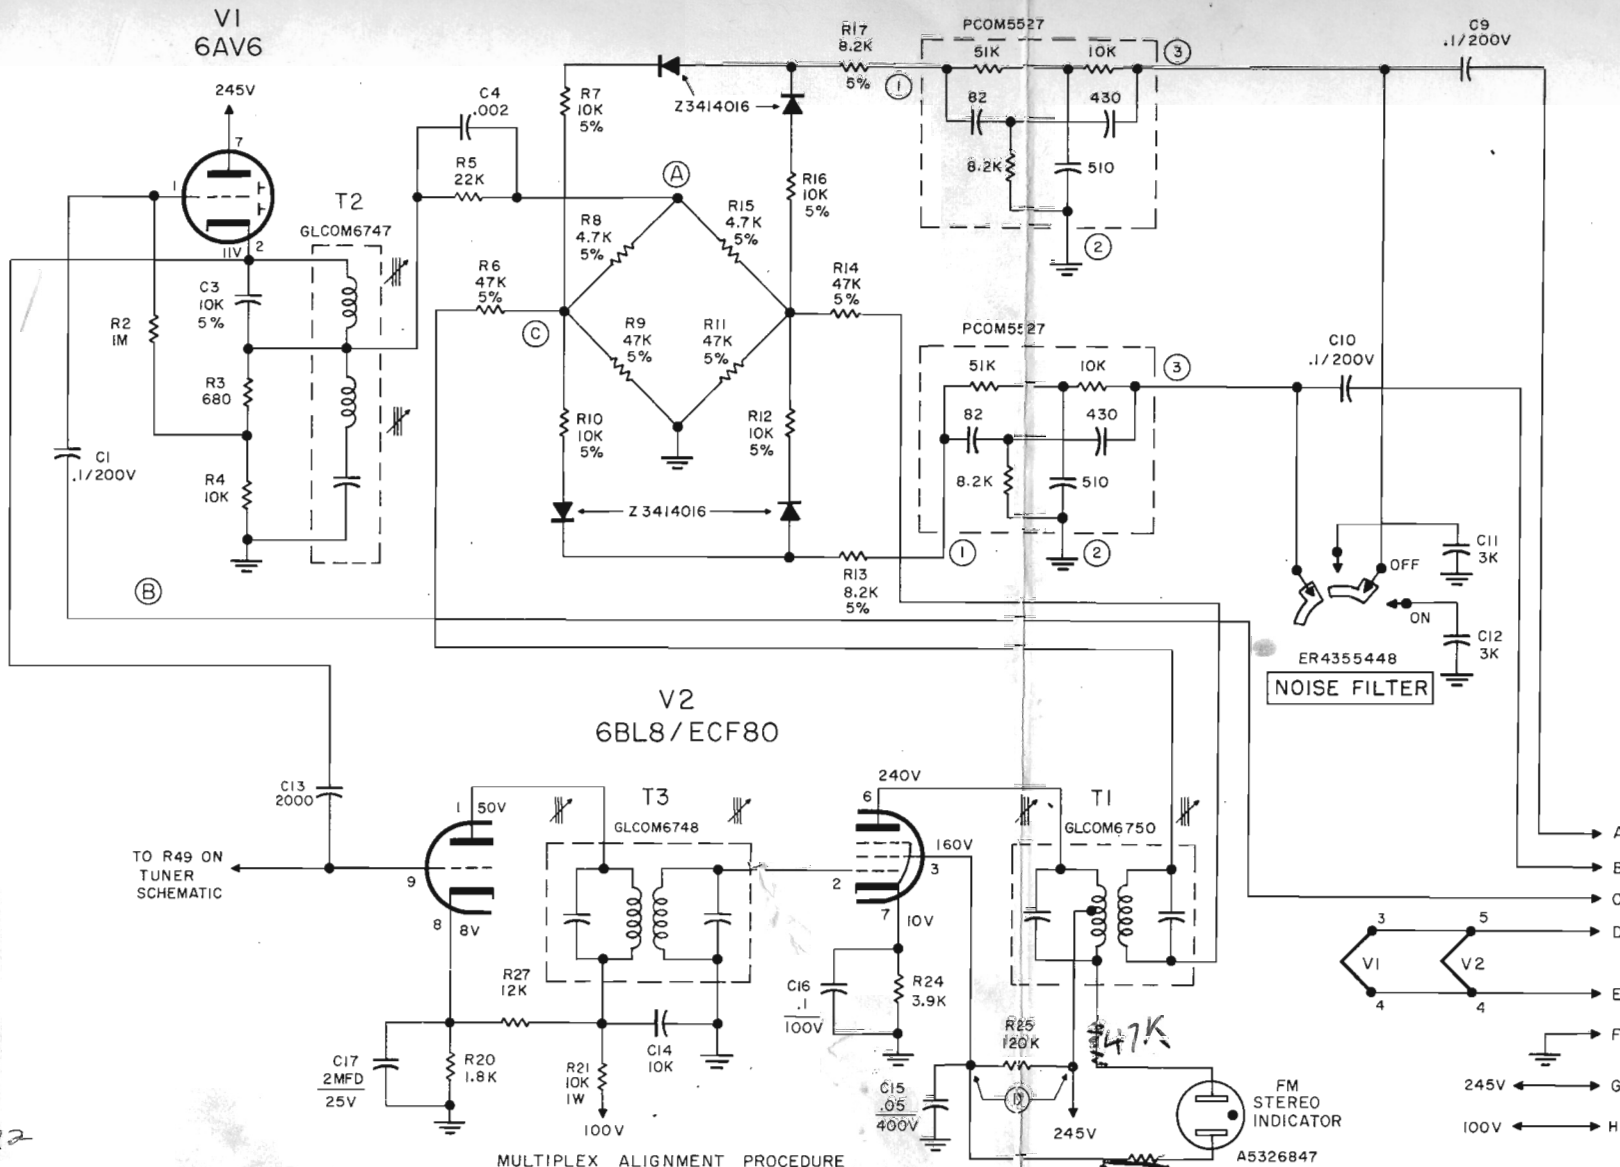 V1
6AV6
245V
7
1
11V
2
T2
GLCOM6747
C3
10K
5%
R2
1M
R3
680
R4
10K
C1
.1/200V
B
C4
.002
R5
22K
R6
47K
5%
C
R7
10K
5%
A
R8
4.7K
5%
R15
4.7K
5%
R9
47K
5%
R11
47K
5%
R10
10K
5%
R12
10K
5%
Z3414016
Z3414016
R16
10K
5%
R14
47K
5%
R17
8.2K
5%
R13
8.2K
5%
PCOM5527
1
51K
10K
3
82
430
8.2K
510
2
PCOM5527
51K
10K
3
82
430
8.2K
510
1
2
C9
.1/200V
C10
.1/200V
OFF
ON
C11
3K
C12
3K
ER4355448
NOISE FILTER
V2
6BL8/ECF80
C13
2000
TO R49 ON
TUNER
SCHEMATIC
1
50V
9
8
8V
T3
GLCOM6748
R27
12K
C17
2MFD
25V
R20
1.8K
R21
10K
1W
100V
C14
10K
240V
6
160V
3
2
7
10V
C16
.1
100V
R24
3.9K
T1
GLCOM6750
R25
120K
47K
C15
.05
400V
D
245V
FM
STEREO
INDICATOR
A5326847
3
5
V1
V2
4
4
A
B
C
D
E
F
245V
G
100V
H
MULTIPLEX ALIGNMENT PROCEDURE